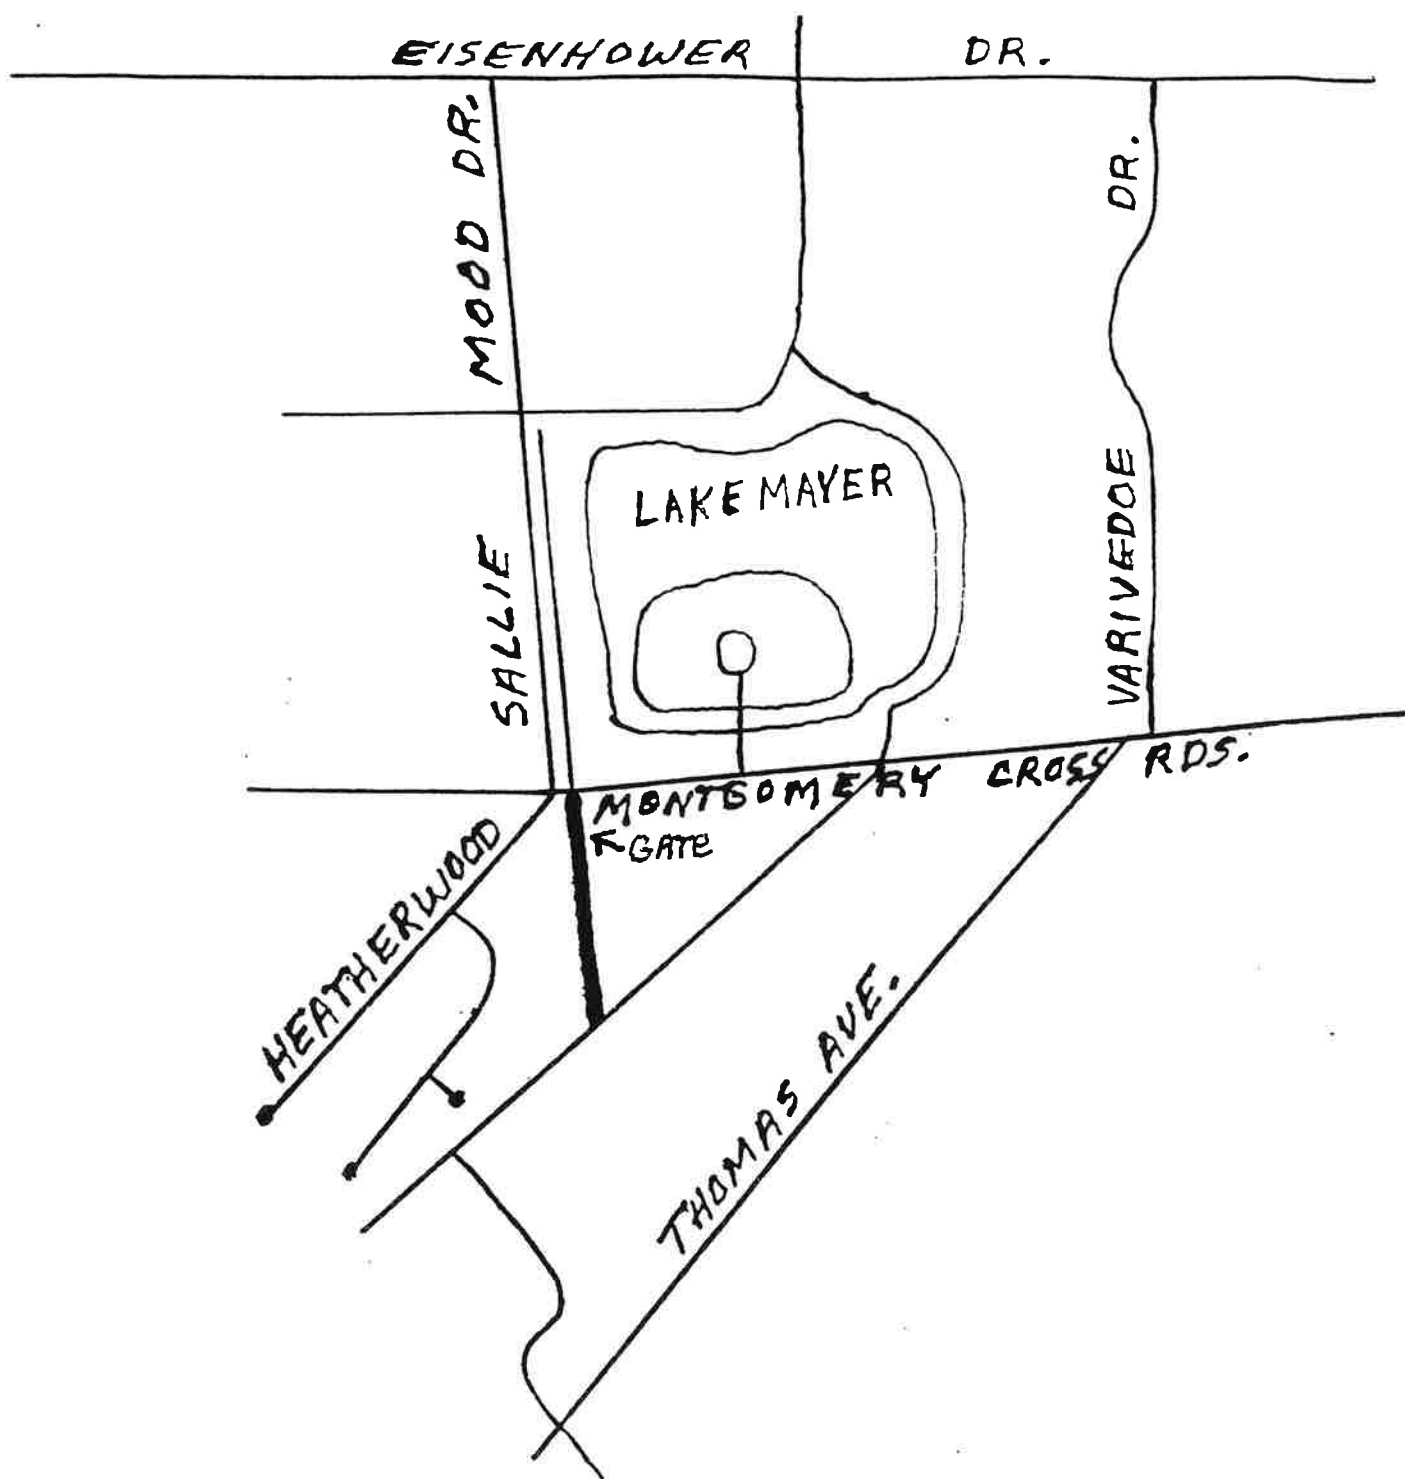 EISENHOWER DR.
SALLIE MOOD DR.
VARIVEDOE DR.
LAKE MAYER
MONTGOMERY CROSS RDS.
GATE
HEATHERWOOD
THOMAS AVE.